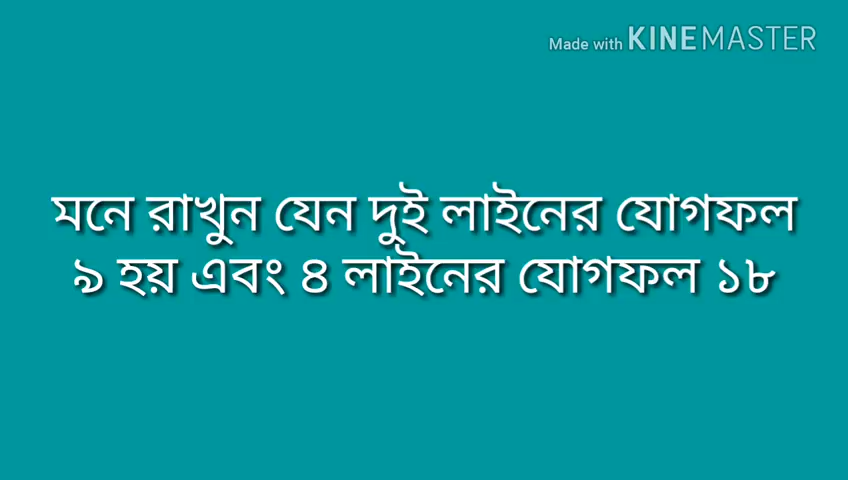 Made with KINEMASTER
মনে রাখুন যেন দুই লাইনের যোগফল
৯ হয় এবং ৪ লাইনের যোগফল ১৮